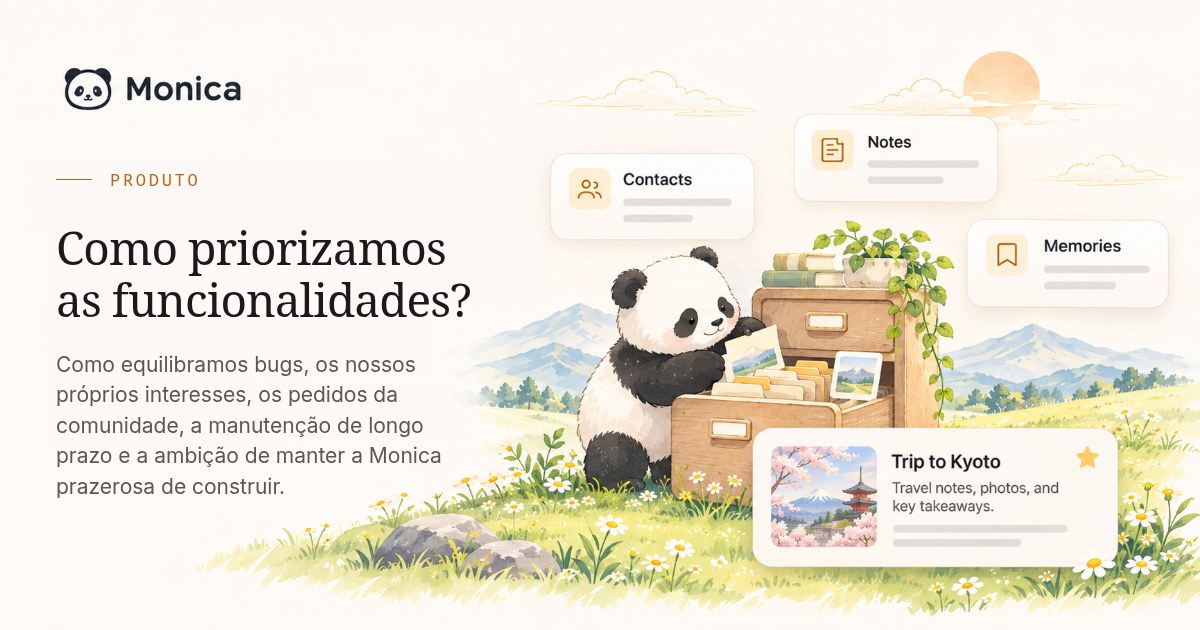 Monica
PRODUTO
Como priorizamos
as funcionalidades?
Como equilibramos bugs, os nossos
próprios interesses, os pedidos da
comunidade, a manutenção de longo
prazo e a ambição de manter a Monica
prazerosa de construir.
Contacts
Notes
Memories
Trip to Kyoto
Travel notes, photos, and
key takeaways.